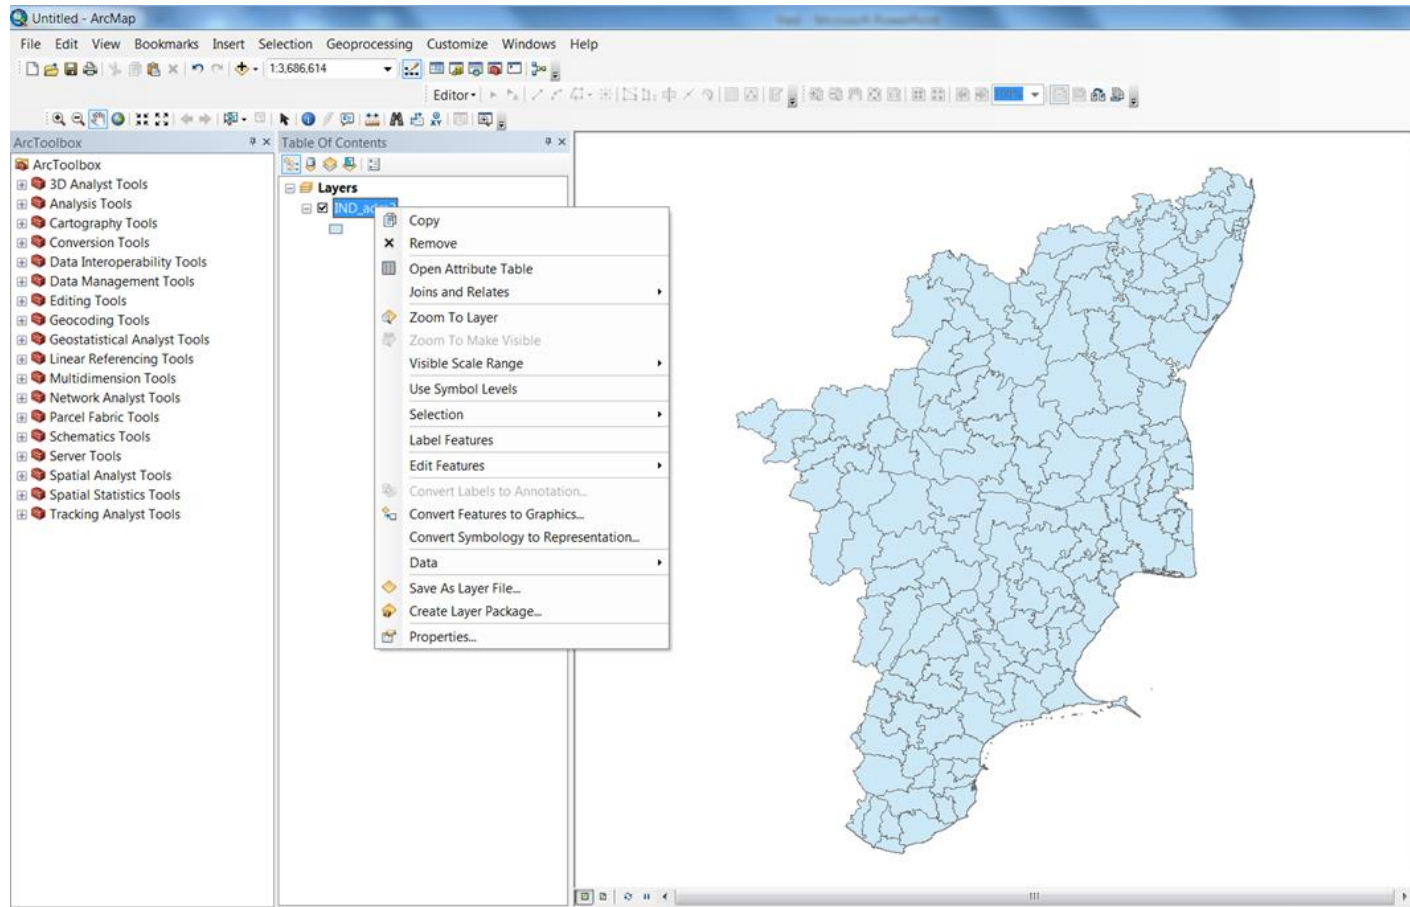 Untitled - ArcMap
File Edit View Bookmarks Insert Selection Geoprocessing Customize Windows Help
1:3,686,614
Editor
100%
ArcToolbox
Table Of Contents
ArcToolbox
3D Analyst Tools
Analysis Tools
Cartography Tools
Conversion Tools
Data Interoperability Tools
Data Management Tools
Editing Tools
Geocoding Tools
Geostatistical Analyst Tools
Linear Referencing Tools
Multidimension Tools
Network Analyst Tools
Parcel Fabric Tools
Schematics Tools
Server Tools
Spatial Analyst Tools
Spatial Statistics Tools
Tracking Analyst Tools
Layers
Copy
Remove
Open Attribute Table
Joins and Relates
Zoom To Layer
Zoom To Make Visible
Visible Scale Range
Use Symbol Levels
Selection
Label Features
Edit Features
Convert Labels to Annotation...
Convert Features to Graphics...
Convert Symbology to Representation...
Data
Save As Layer File...
Create Layer Package...
Properties...